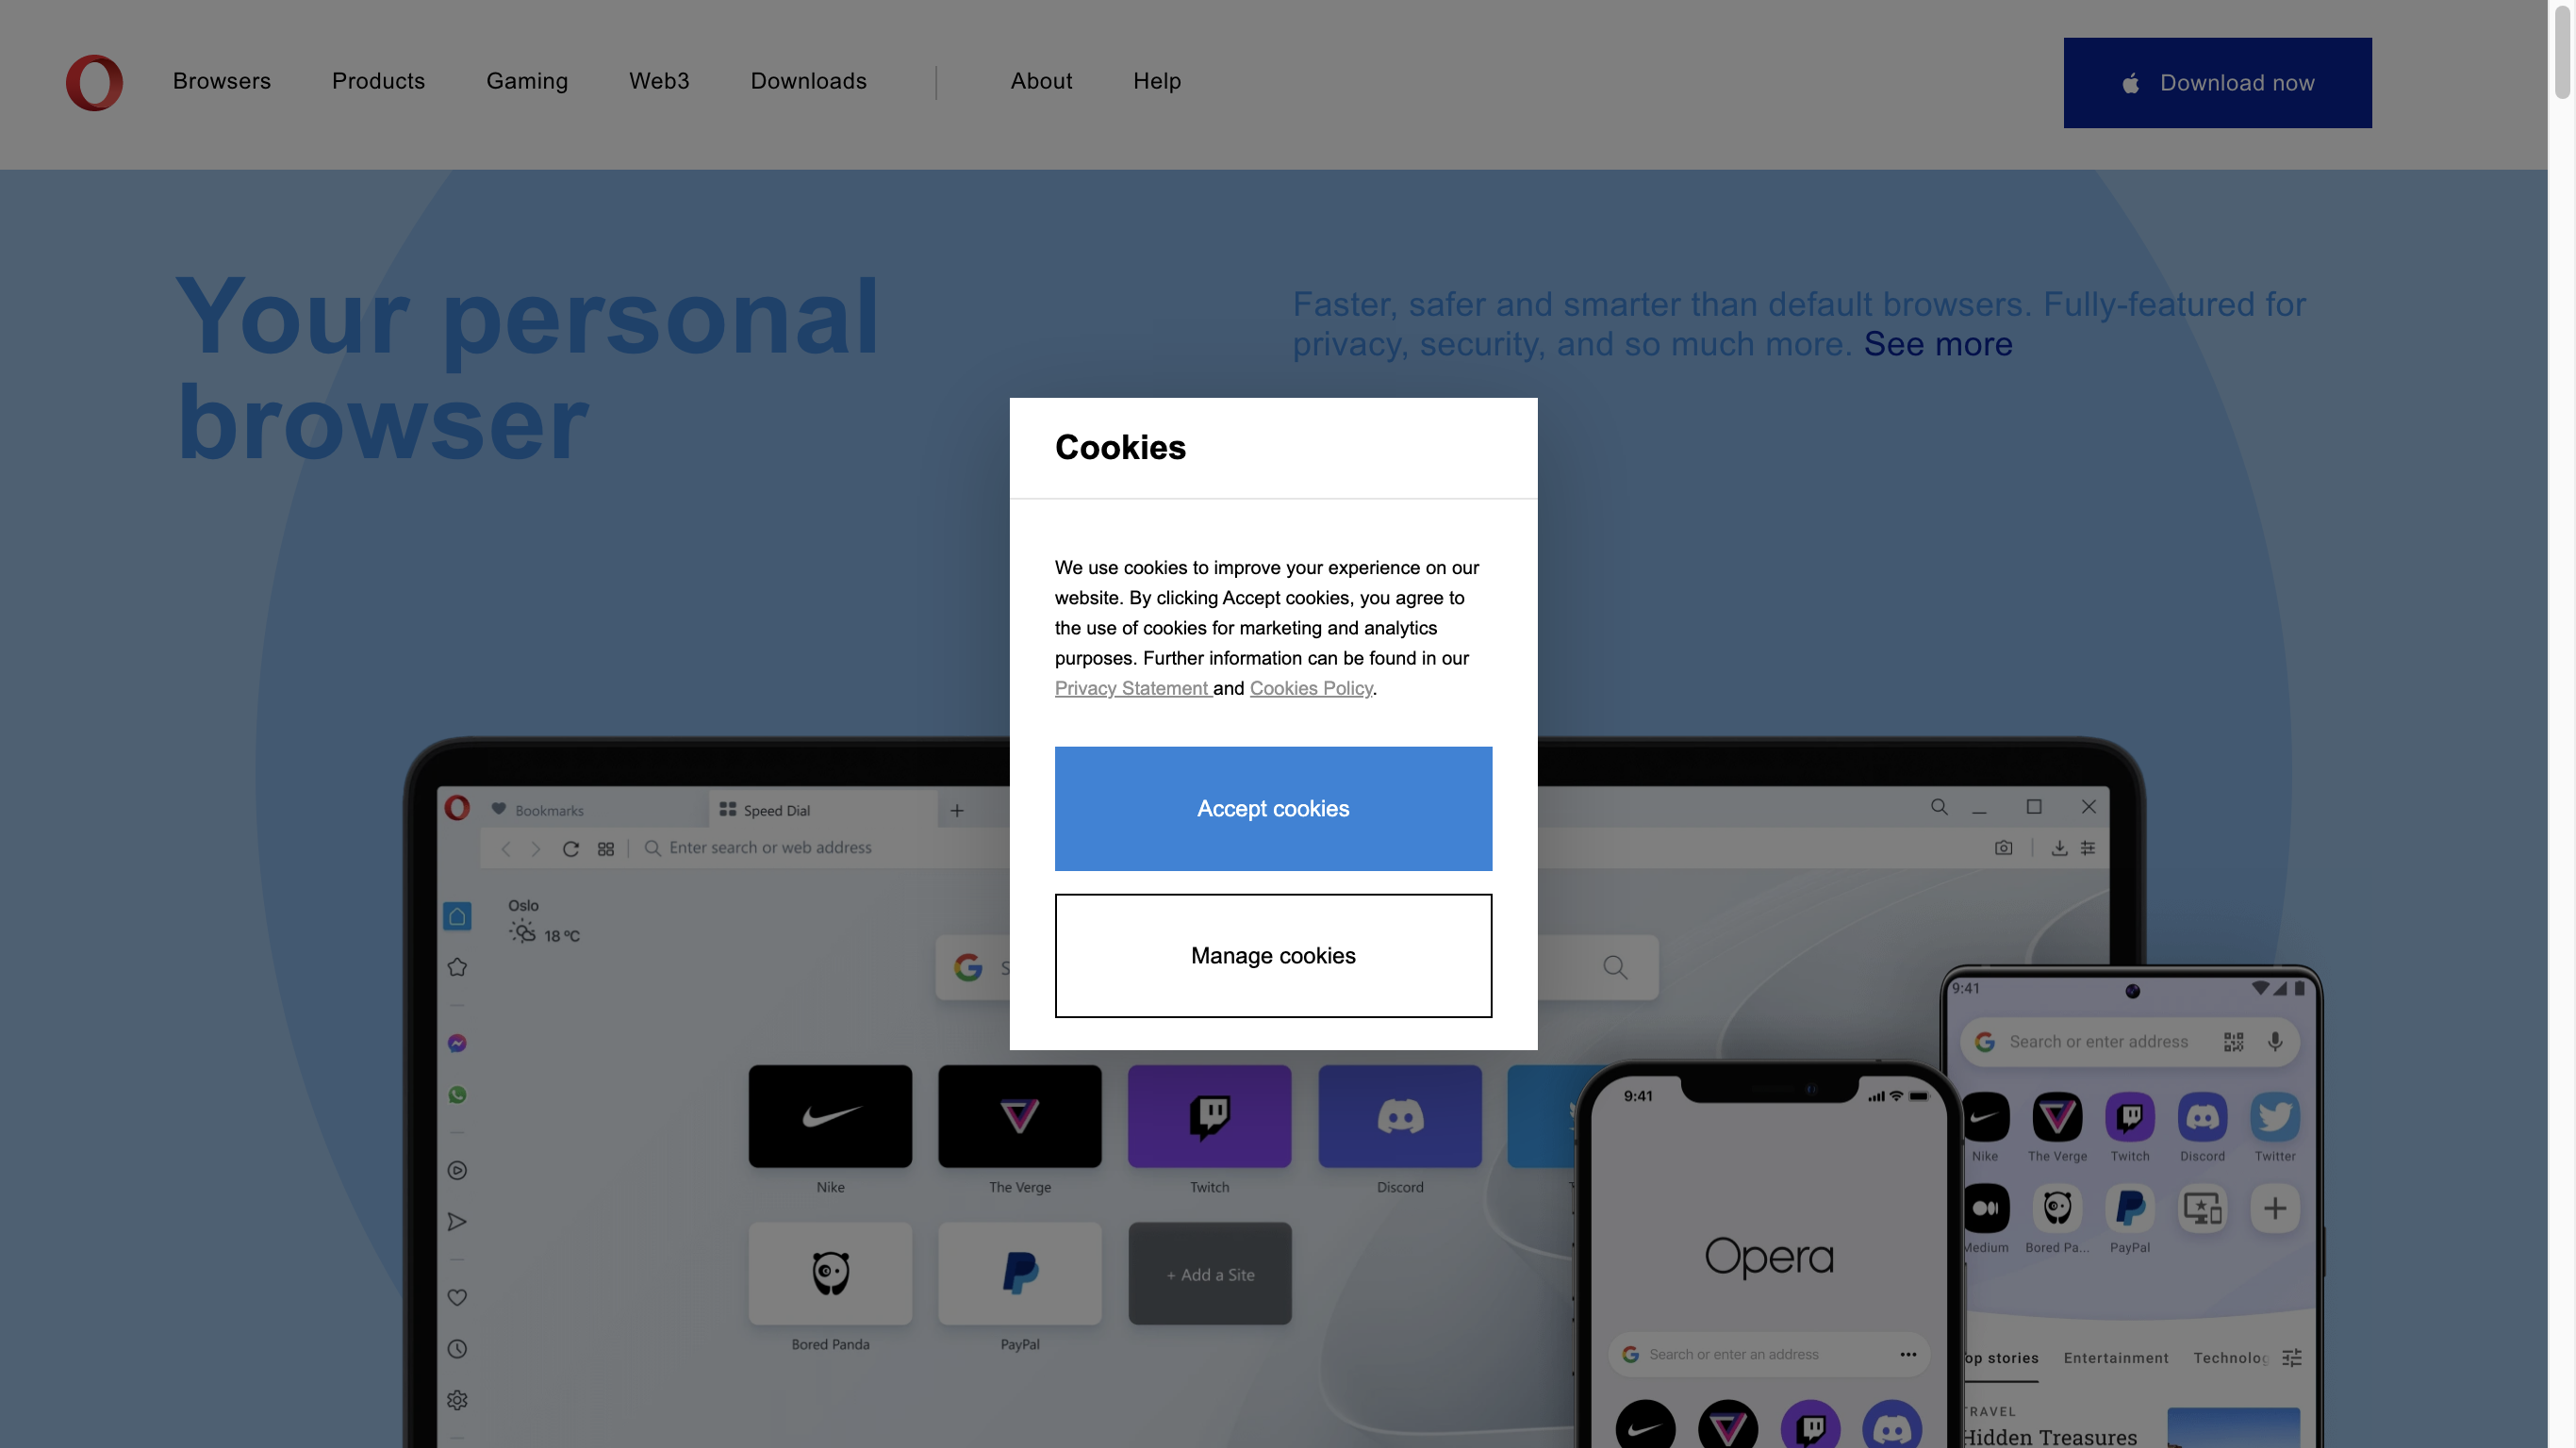 Browsers Products Gaming Web3 Downloads About Help
Download now
Your personal
browser
Faster, safer and smarter than default browsers. Fully-featured for
privacy, security, and so much more. See more
Cookies
We use cookies to improve your experience on our
website. By clicking Accept cookies, you agree to
the use of cookies for marketing and analytics
purposes. Further information can be found in our
Privacy Statement and Cookies Policy.
Accept cookies
Manage cookies
Bookmarks
Speed Dial
Enter search or web address
Oslo
18 ºC
Nike
The Verge
Twitch
Discord
Bored Panda
PayPal
+ Add a Site
9:41
Opera
Search or enter an address
9:41
Search or enter address
Nike The Verge Twitch Discord Twitter
Medium Bored Pa... PayPal
Entertainment
stories
TRAVEL
Hidden Treasures